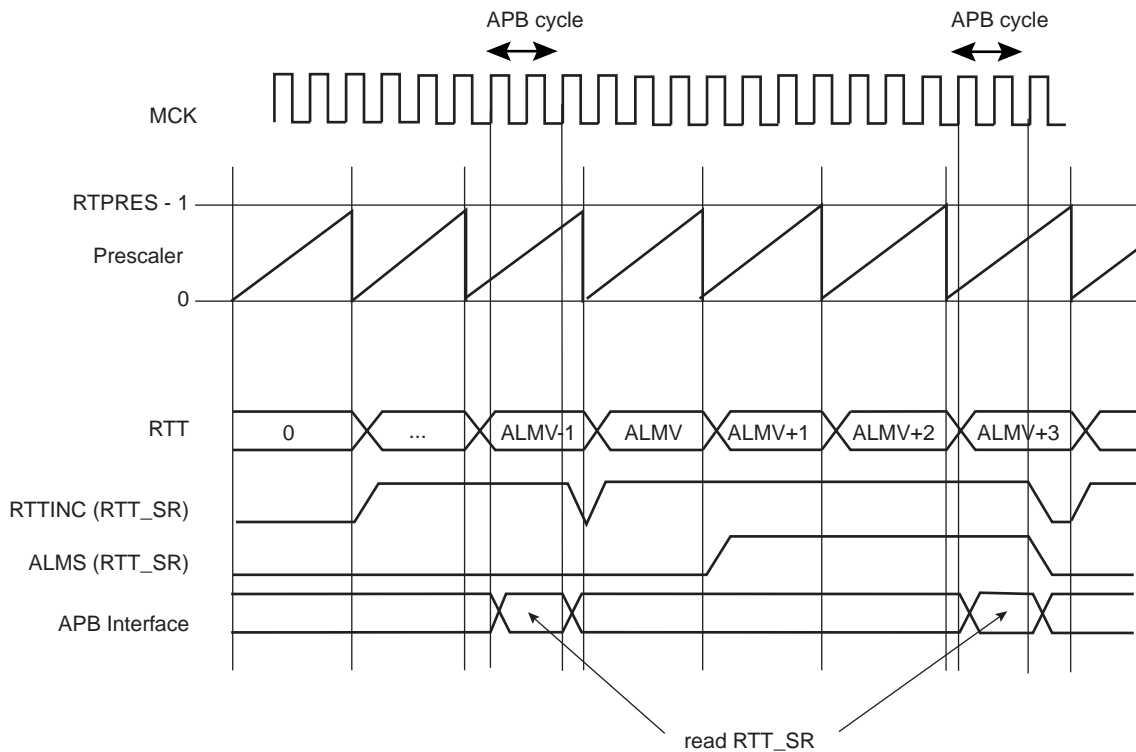 APB cycle APB cycle
MCK
RTPRES - 1
Prescaler
0
RTT 0 ... ALMV-1 ALMV ALMV+1 ALMV+2 ALMV+3
RTTINC (RTT_SR)
ALMS (RTT_SR)
APB Interface
read RTT_SR